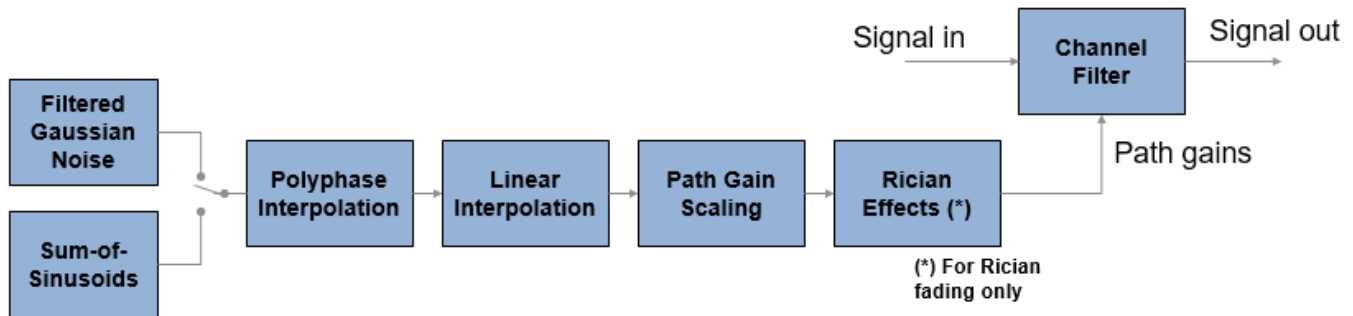 Signal in
Channel
Filter
Signal out
Filtered
Gaussian
Noise
Path gains
Polyphase
Interpolation
Linear
Interpolation
Path Gain
Scaling
Rician
Effects (*)
Sum-of-
Sinusoids
(*) For Rician
fading only